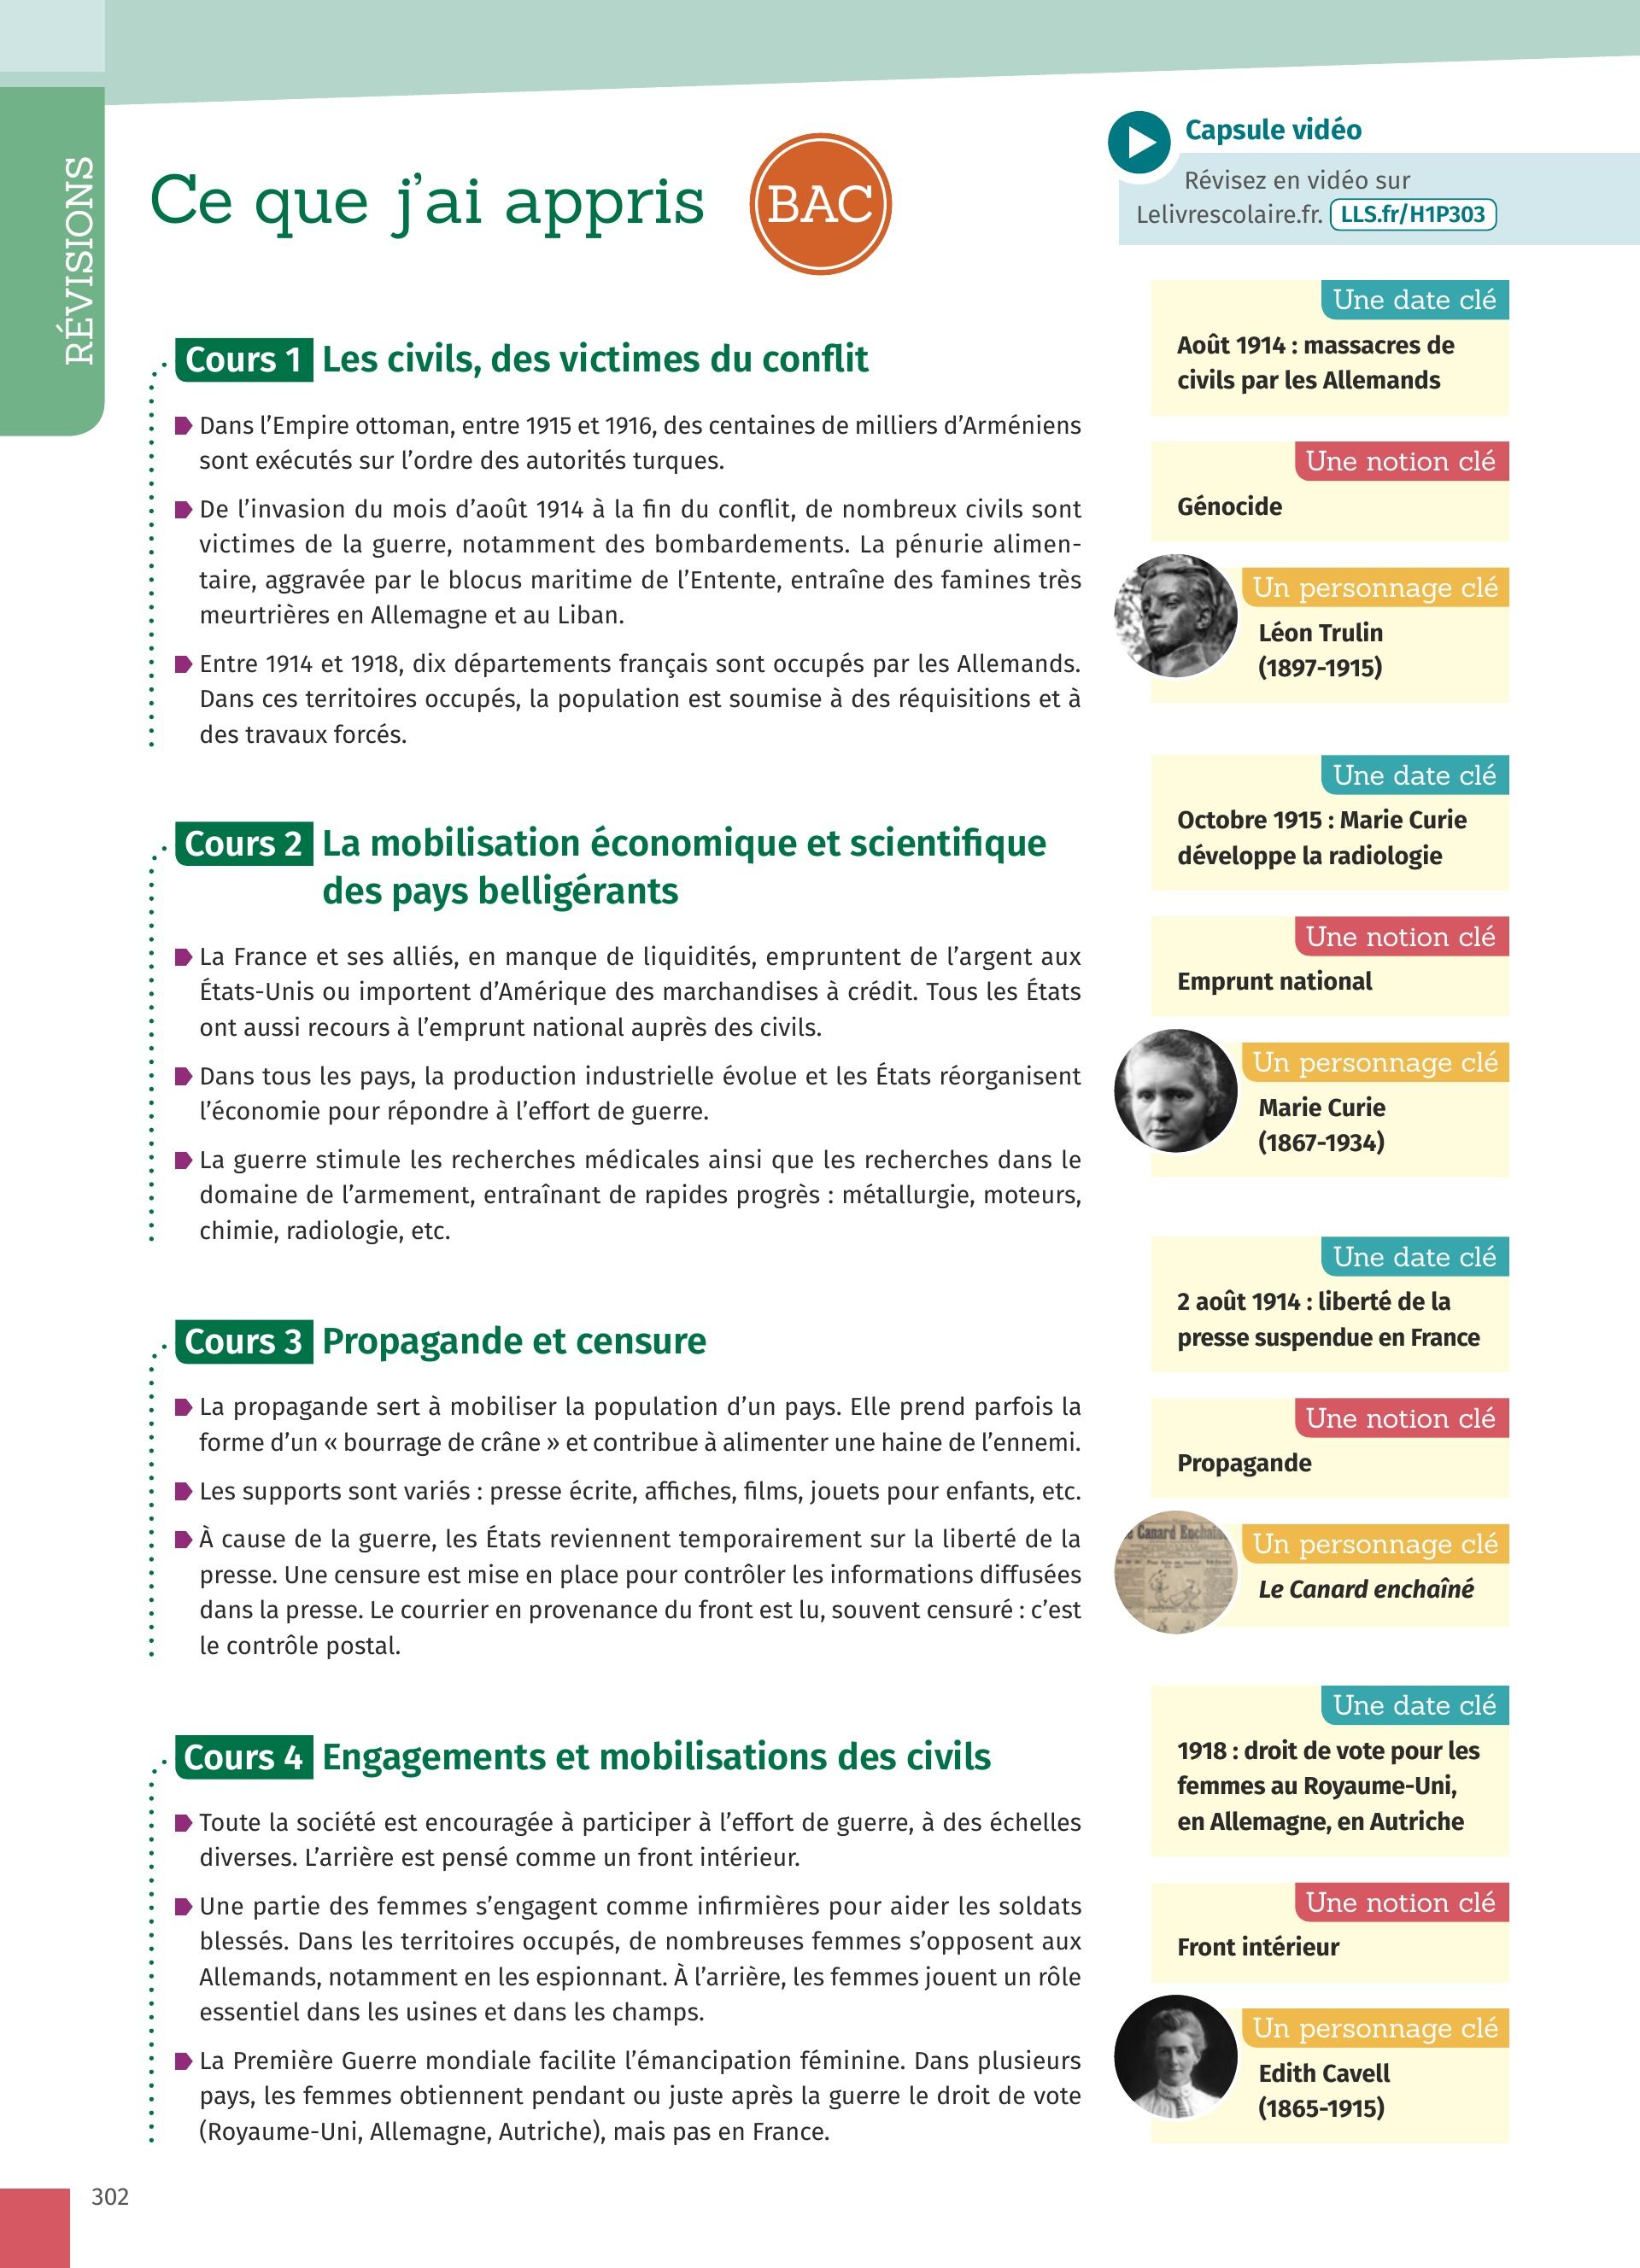 RÉVISIONS
Ce que j'ai appris
BAC
Capsule vidéo
Révisez en vidéo sur
Lelivrescolaire.fr. LLS.fr/H1P303
Cours 1 Les civils, des victimes du conflit
Dans l'Empire ottoman, entre 1915 et 1916, des centaines de milliers d'Arméniens
sont exécutés sur l'ordre des autorités turques.
De l'invasion du mois d'août 1914 à la fin du conflit, de nombreux civils sont
victimes de la guerre, notamment des bombardements. La pénurie alimen-
taire, aggravée par le blocus maritime de l'Entente, entraîne des famines très
meurtrières en Allemagne et au Liban.
Entre 1914 et 1918, dix départements français sont occupés par les Allemands.
Dans ces territoires occupés, la population est soumise à des réquisitions et à
des travaux forcés.
Une date clé
Août 1914 : massacres de
civils par les Allemands
Une notion clé
Génocide
Un personnage clé
Léon Trulin
(1897-1915)
Cours 2 La mobilisation économique et scientifique
des pays belligérants
La France et ses alliés, en manque de liquidités, empruntent de l'argent aux
États-Unis ou importent d'Amérique des marchandises à crédit. Tous les États
ont aussi recours à l'emprunt national auprès des civils.
Dans tous les pays, la production industrielle évolue et les États réorganisent
l'économie pour répondre à l'effort de guerre.
La guerre stimule les recherches médicales ainsi que les recherches dans le
domaine de l'armement, entraînant de rapides progrès : métallurgie, moteurs,
chimie, radiologie, etc.
Une date clé
Octobre 1915 : Marie Curie
développe la radiologie
Une notion clé
Emprunt national
Un personnage clé
Marie Curie
(1867-1934)
Cours 3 Propagande et censure
La propagande sert à mobiliser la population d'un pays. Elle prend parfois la
forme d'un « bourrage de crâne » et contribue à alimenter une haine de l'ennemi.
Les supports sont variés : presse écrite, affiches, films, jouets pour enfants, etc.
À cause de la guerre, les États reviennent temporairement sur la liberté de la
presse. Une censure est mise en place pour contrôler les informations diffusées
dans la presse. Le courrier en provenance du front est lu, souvent censuré : c'est
le contrôle postal.
Une date clé
2 août 1914 : liberté de la
presse suspendue en France
Une notion clé
Propagande
Un personnage clé
Le Canard enchaîné
Cours 4 Engagements et mobilisations des civils
Toute la société est encouragée à participer à l'effort de guerre, à des échelles
diverses. L'arrière est pensé comme un front intérieur.
Une partie des femmes s'engagent comme infirmières pour aider les soldats
blessés. Dans les territoires occupés, de nombreuses femmes s'opposent aux
Allemands, notamment en les espionnant. À l'arrière, les femmes jouent un rôle
essentiel dans les usines et dans les champs.
La Première Guerre mondiale facilite l'émancipation féminine. Dans plusieurs
pays, les femmes obtiennent pendant ou juste après la guerre le droit de vote
(Royaume-Uni, Allemagne, Autriche), mais pas en France.
Une date clé
1918 : droit de vote pour les
femmes au Royaume-Uni,
en Allemagne, en Autriche
Une notion clé
Front intérieur
Un personnage clé
Edith Cavell
(1865-1915)
302